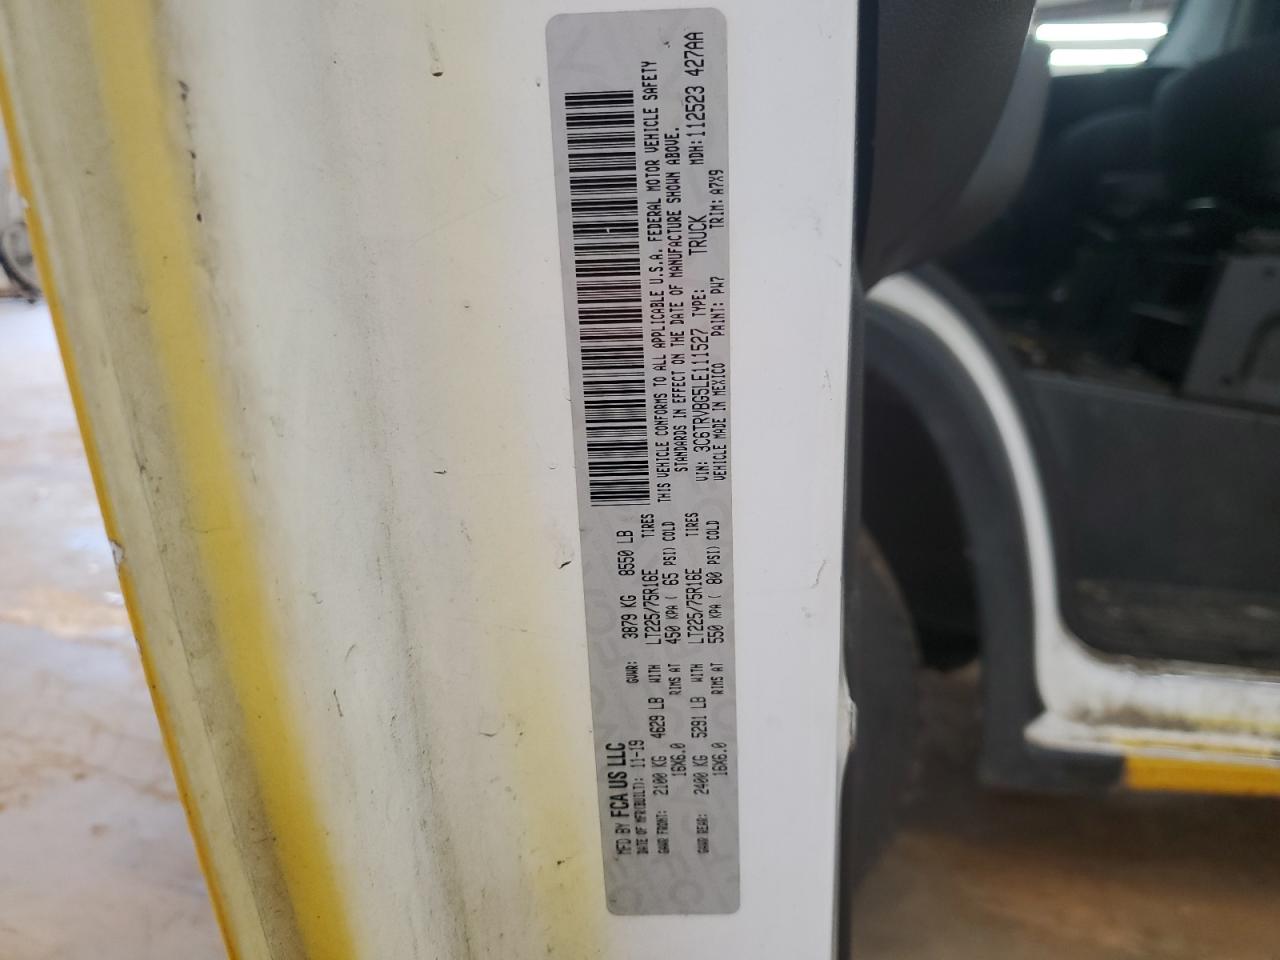 MFD BY FCA US LLC
DATE OF MFR(BUILT): 11-19 GVWR: 3879 KG 8550 LB
GAWR FRONT: 2100 KG 4629 LB WITH LT225/75R16E TIRES
16X6.0 RIMS AT 450 KPA ( 65 PSI) COLD
GAWR REAR: 2400 KG 5291 LB WITH LT225/75R16E TIRES
16X6.0 RIMS AT 550 KPA ( 80 PSI) COLD
THIS VEHICLE CONFORMS TO ALL APPLICABLE U.S.A. FEDERAL MOTOR VEHICLE SAFETY
STANDARDS IN EFFECT ON THE DATE OF MANUFACTURE SHOWN ABOVE.
VIN: 3C6TRVBG5LE111527 TYPE: TRUCK MDH:112523 427AA
VEHICLE MADE IN MEXICO PAINT: PW7 TRIM: A7X9